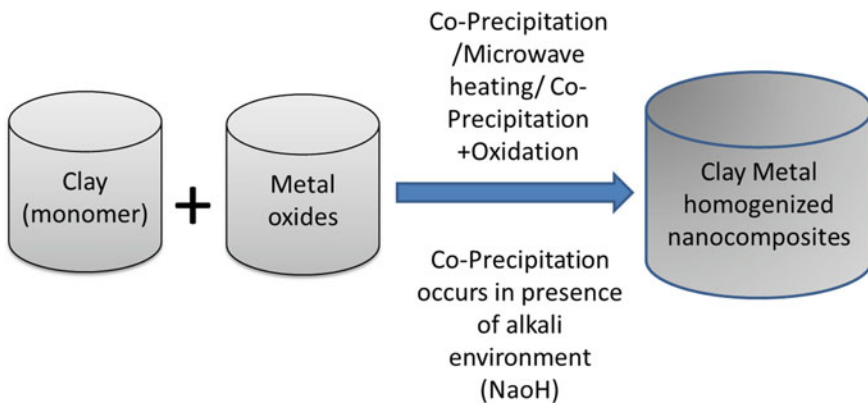 Clay
(monomer)
+
Metal
oxides
Co-Precipitation
/Microwave
heating/ Co-
Precipitation
+Oxidation
Co-Precipitation
occurs in presence
of alkali
environment
(NaoH)
Clay Metal
homogenized
nanocomposites